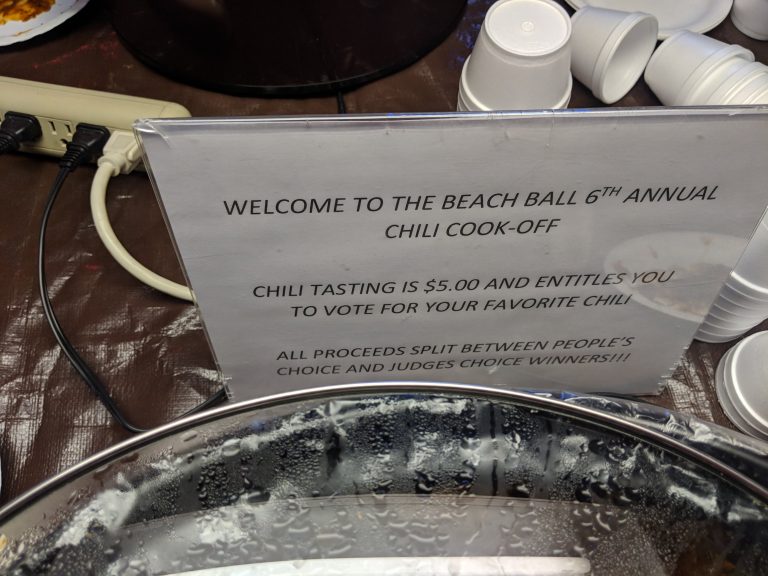 WELCOME TO THE BEACH BALL 6TH ANNUAL
CHILI COOK-OFF
CHILI TASTING IS $5.00 AND ENTITLES YOU
TO VOTE FOR YOUR FAVORITE CHILI
ALL PROCEEDS SPLIT BETWEEN PEOPLE'S
CHOICE AND JUDGES CHOICE WINNERS!!!